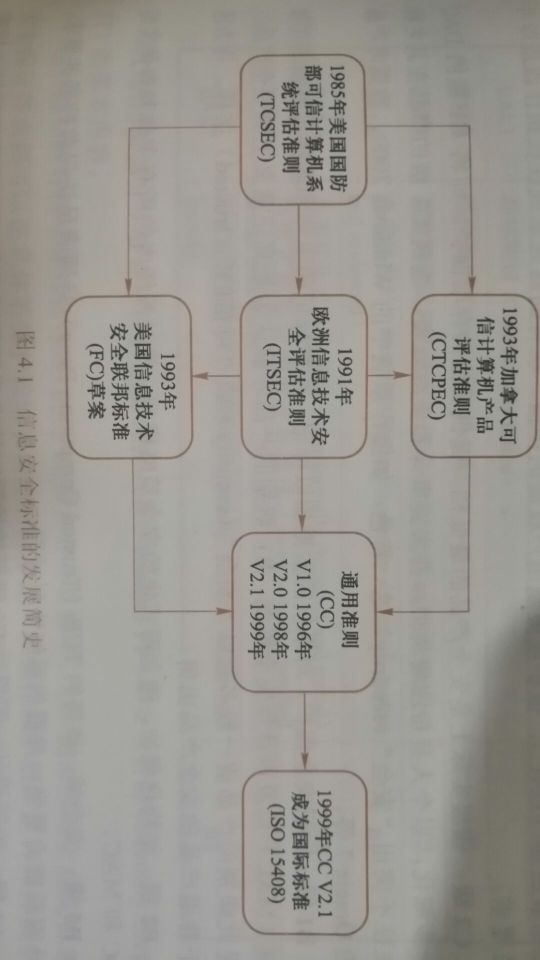 1993年加拿大可
信计算机产品
评估准则
(CTCPEC)
1985年美国国防
部可信计算机系
统评估准则
(TCSEC)
1991年
欧洲信息技术安
全评估准则
(ITSEC)
通用准则
(CC)
V1.0 1996年
V2.0 1998年
V2.1 1999年
1999年CC V2.1
成为国际标准
(ISO 15408)
1993年
美国信息技术
安全联邦标准
(FC)草案
图 4.1 信息安全标准的发展简史